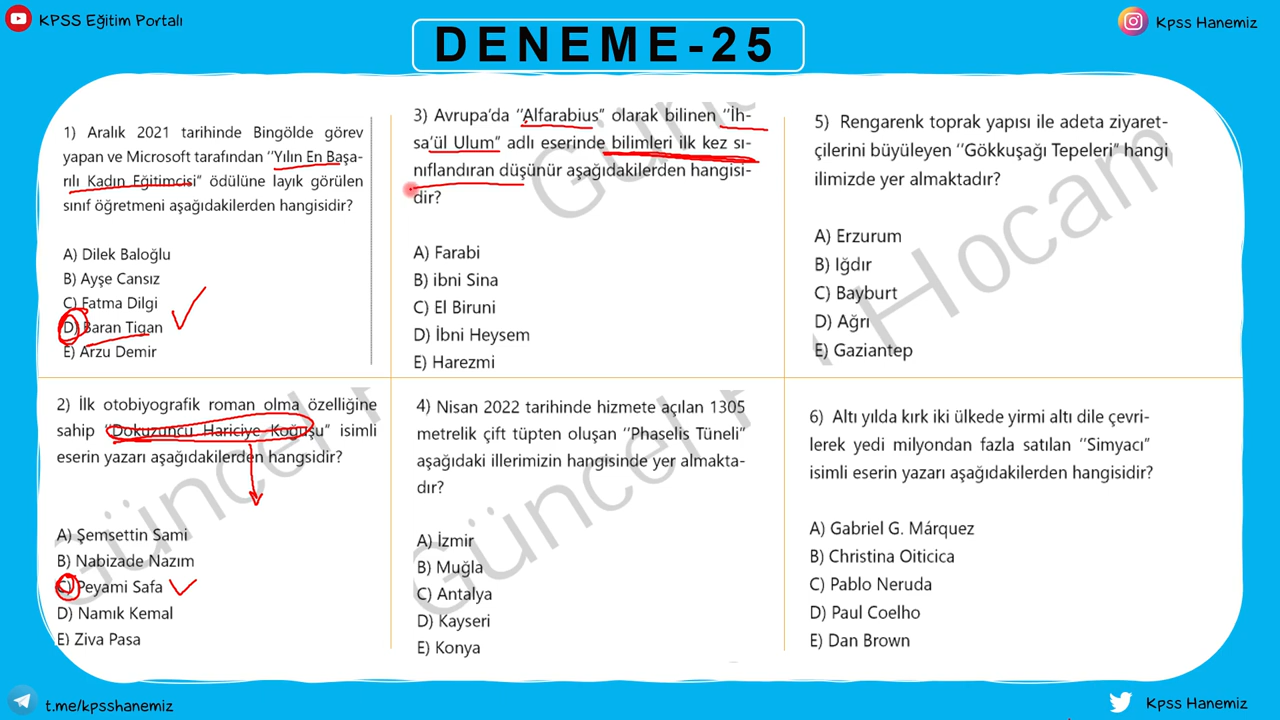 KPSS Eğitim Portalı
Kpss Hanemiz
DENEME-25
1) Aralık 2021 tarihinde Bingölde görev
yapan ve Microsoft tarafından ‘‘Yılın En Başa-
rılı Kadın Eğitimcisi” ödülüne layık görülen
sınıf öğretmeni aşağıdakilerden hangisidir?
A) Dilek Baloğlu
B) Ayşe Cansız
C) Fatma Dilgi
D) Baran Tigan
E) Arzu Demir
2) İlk otobiyografik roman olma özelliğine
sahip ‘‘Dokuzuncu Hariciye Koğuşu” isimli
eserin yazarı aşağıdakilerden hangsidir?
A) Şemsettin Sami
B) Nabizade Nazım
C) Peyami Safa
D) Namık Kemal
E) Ziya Paşa
3) Avrupa’da ‘‘Alfarabius” olarak bilinen ‘‘İh-
sa’ül Ulum” adlı eserinde bilimleri ilk kez sı-
nıflandıran düşünür aşağıdakilerden hangisi-
dir?
A) Farabi
B) ibni Sina
C) El Biruni
D) İbni Heysem
E) Harezmi
4) Nisan 2022 tarihinde hizmete açılan 1305
metrelik çift tüpten oluşan ‘‘Phaselis Tüneli”
aşağıdaki illerimizin hangisinde yer almakta-
dır?
A) İzmir
B) Muğla
C) Antalya
D) Kayseri
E) Konya
5) Rengarenk toprak yapısı ile adeta ziyaret-
çilerini büyüleyen ‘‘Gökkuşağı Tepeleri” hangi
ilimizde yer almaktadır?
A) Erzurum
B) Iğdır
C) Bayburt
D) Ağrı
E) Gaziantep
6) Altı yılda kırk iki ülkede yirmi altı dile çevri-
lerek yedi milyondan fazla satılan ‘‘Simyacı”
isimli eserin yazarı aşağıdakilerden hangisidir?
A) Gabriel G. Márquez
B) Christina Oiticica
C) Pablo Neruda
D) Paul Coelho
E) Dan Brown
Güncel
Güncel
Hocam
t.me/kpsshanemiz
Kpss Hanemiz